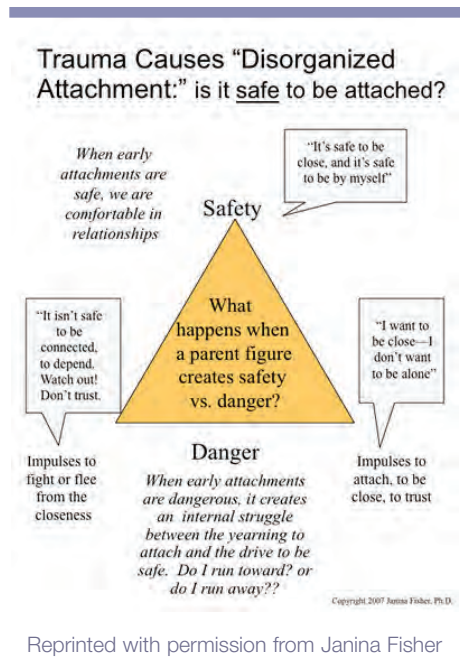 Trauma Causes “Disorganized
Attachment:” is it safe to be attached?
When early
attachments are
safe, we are
comfortable in
relationships
“It’s safe to be
close, and it’s safe
to be by myself”
Safety
“It isn’t safe
to be
connected,
to depend.
Watch out!
Don’t trust.
What
happens when
a parent figure
creates safety
vs. danger?
“I want to
be close—I
don’t want
to be alone”
Impulses to
fight or flee
from the
closeness
Danger
When early attachments
are dangerous, it creates
an internal struggle
between the yearning to
attach and the drive to be
safe. Do I run toward? or
do I run away??
Impulses to
attach, to be
close, to trust
Copyright 2007 Janina Fisher, Ph.D.
Reprinted with permission from Janina Fisher